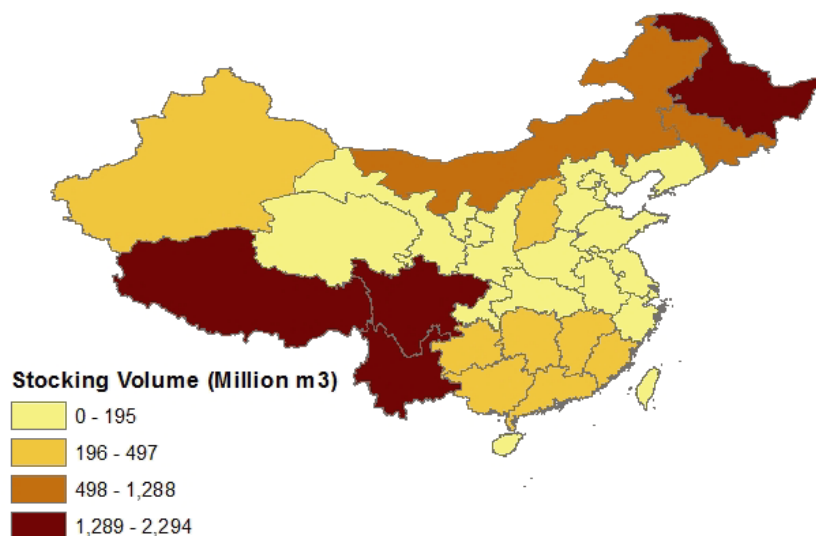 Stocking Volume (Million m3)
0 - 195
196 - 497
498 - 1,288
1,289 - 2,294